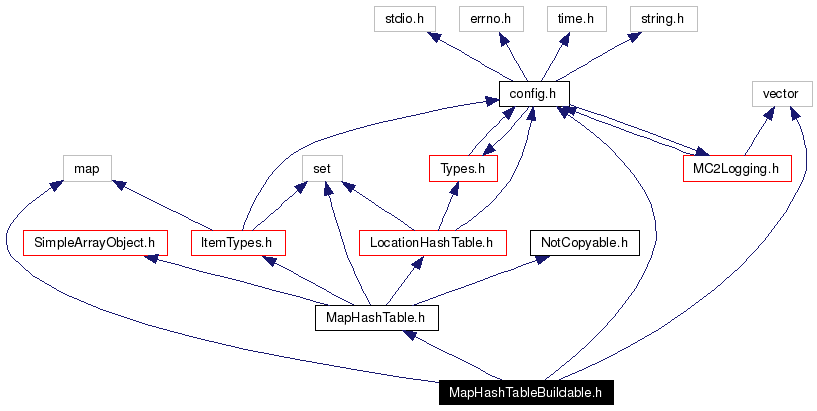 stdio.h
errno.h
time.h
string.h
config.h
vector
map
set
Types.h
MC2Logging.h
SimpleArrayObject.h
ItemTypes.h
LocationHashTable.h
NotCopyable.h
MapHashTable.h
MapHashTableBuildable.h